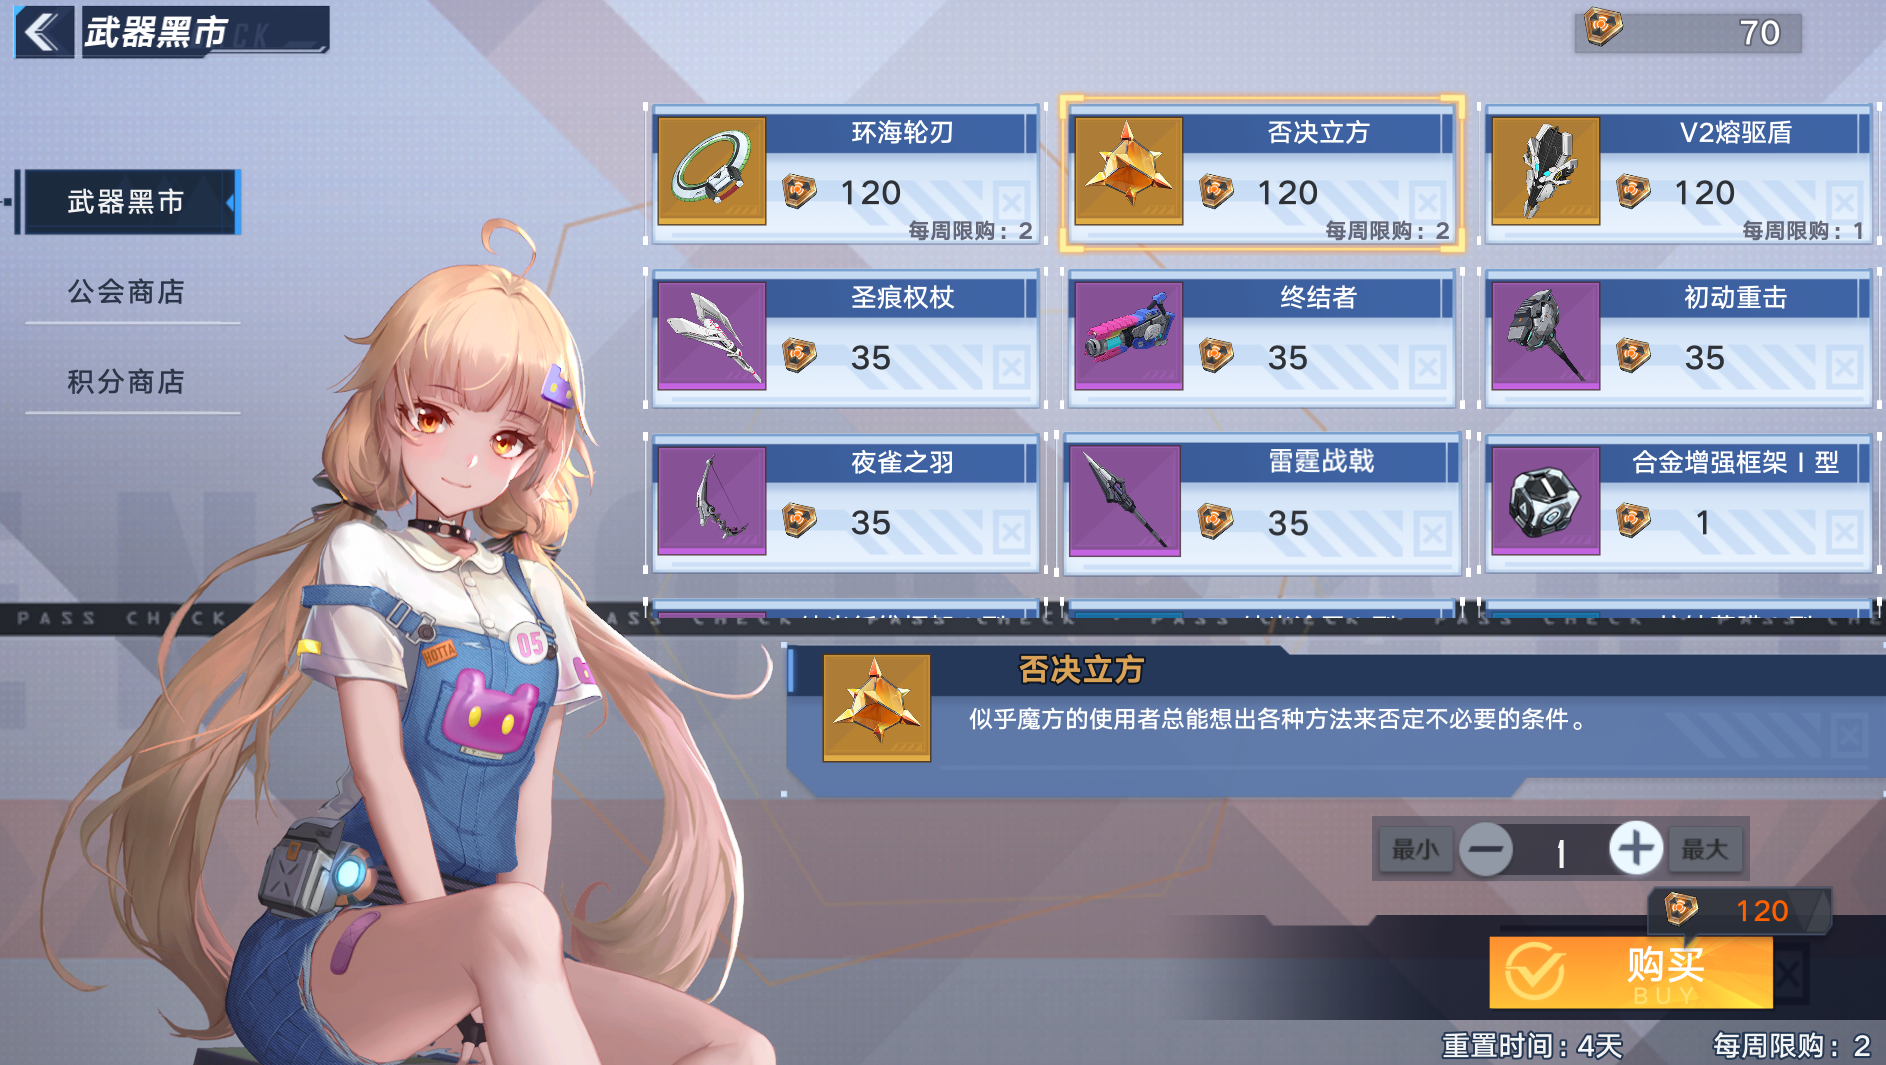 武器黑市
70
武器黑市
公会商店
积分商店
环海轮刃
120
每周限购：2
否决立方
120
每周限购：2
V2熔驱盾
120
每周限购：1
圣痕权杖
35
终结者
35
初动重击
35
夜雀之羽
35
雷霆战戟
35
合金增强框架Ⅰ型
1
PASS CHECK
HOTTA
05
否决立方
似乎魔方的使用者总能想出各种方法来否定不必要的条件。
最小
1
最大
120
购买
BUY
重置时间：4天
每周限购：2